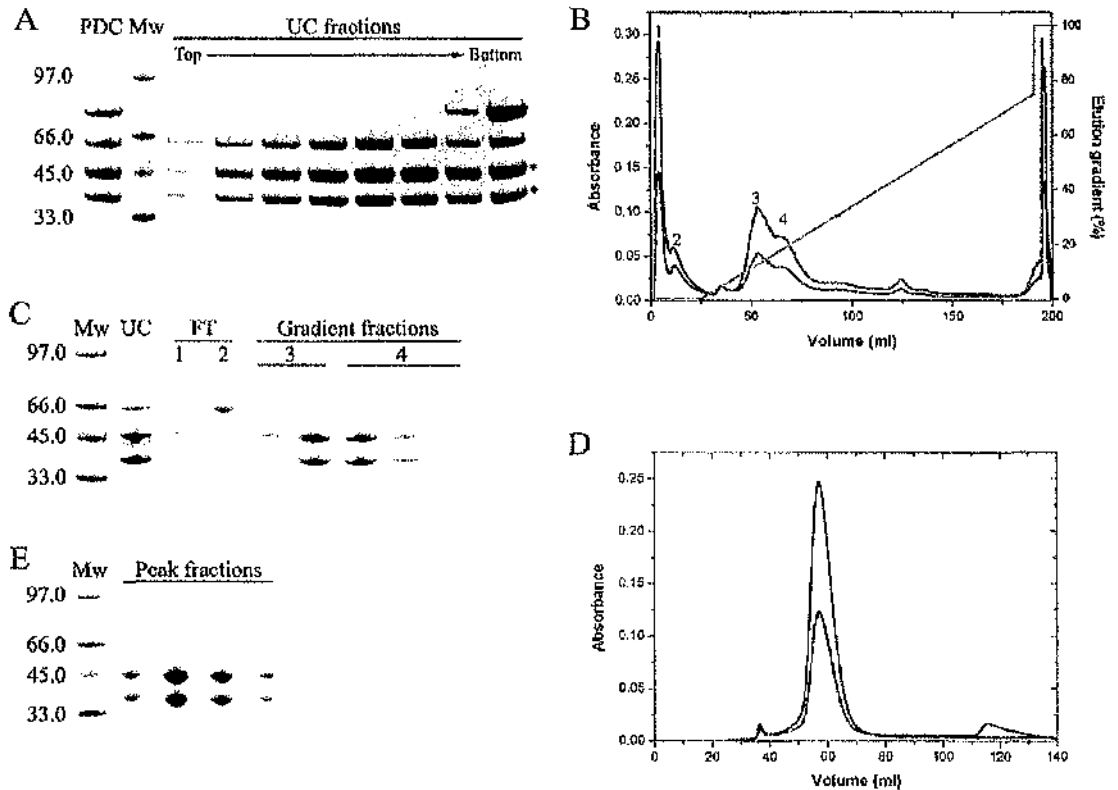 A
PDC Mw UC fractions
Top Bottom
97.0
66.0
45.0 *
33.0
B
0.30
0.25
0.20
0.15
0.10
0.05
0.00
Absorbance
2
3
4
100
80
60
40
20
0
Elution gradient (%)
0 50 100 150 200
Volume (ml)
C
Mw UC FT Gradient fractions
1 2 3 4
97.0
66.0
45.0
33.0
D
0.25
0.20
0.15
0.10
0.05
0.00
Absorbance
0 20 40 60 80 100 120 140
Volume (ml)
E
Mw Peak fractions
97.0
66.0
45.0
33.0